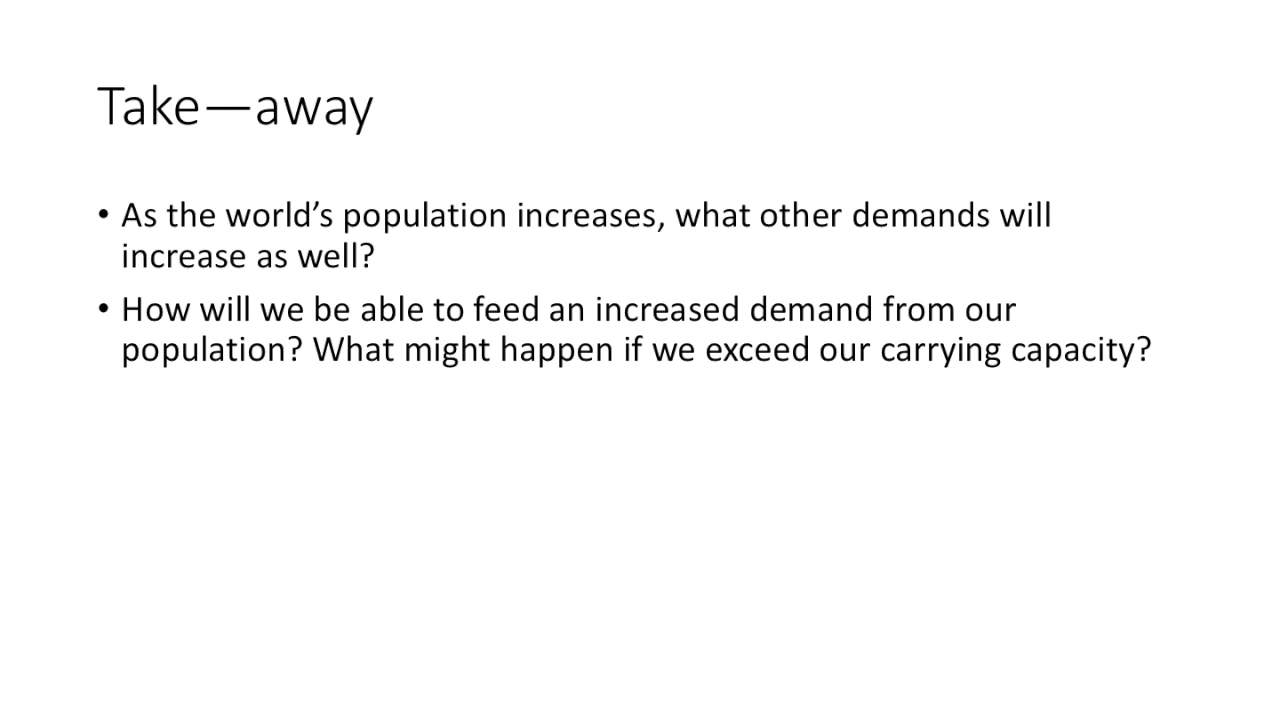 Take—away
• As the world’s population increases, what other demands will
increase as well?
• How will we be able to feed an increased demand from our
population? What might happen if we exceed our carrying capacity?